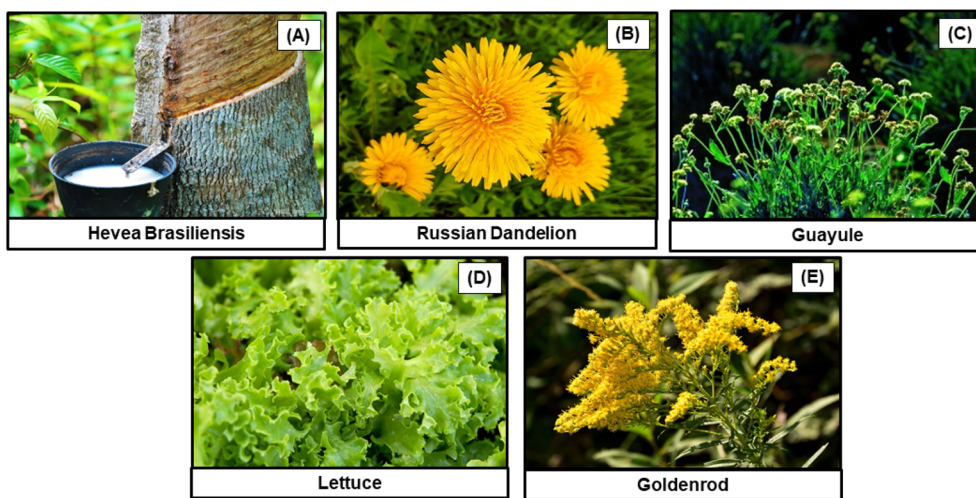 (A)
(B)
(C)
Hevea Brasiliensis
Russian Dandelion
Guayule
(D)
(E)
Lettuce
Goldenrod